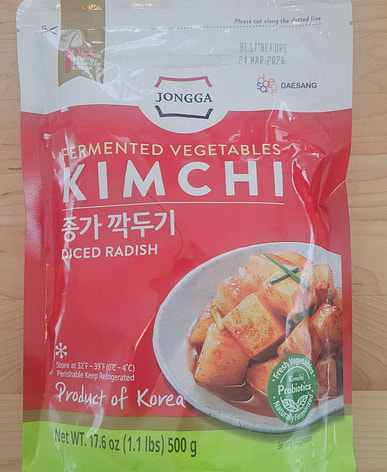 Please cut along the dotted line
BEST BEFORE
24.MAR.2026
DAESANG
JONGGA
FERMENTED VEGETABLES
KIMCHI
종가 깍두기
DICED RADISH
Store at 32°F ~ 39°F (0°C ~ 4°C)
Perishable Keep Refrigerated
Product of Korea
Fresh Vegetables
Kimchi
Probiotics
Naturally Fermented
NET WT. 17.6 oz (1.1 lbs) 500 g